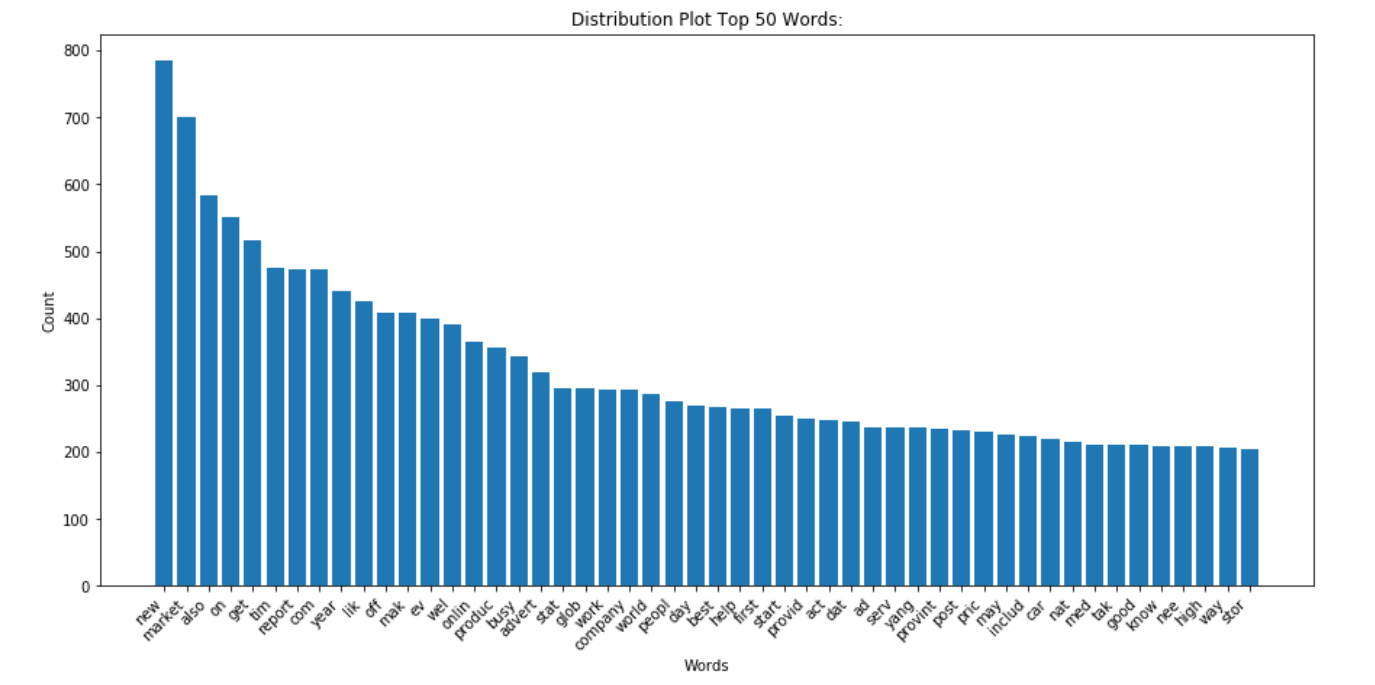 Distribution Plot Top 50 Words:
800
700
600
500
400
300
200
100
0
Count
new
market
also
on
get
tim
report
com
year
lik
off
mak
ev
wel
onlin
produc
busy
advert
stat
glob
work
company
world
peopl
day
best
help
first
start
provid
act
dat
ad
serv
yang
provint
post
pric
may
includ
car
nat
med
tak
good
know
nee
high
way
stor
Words